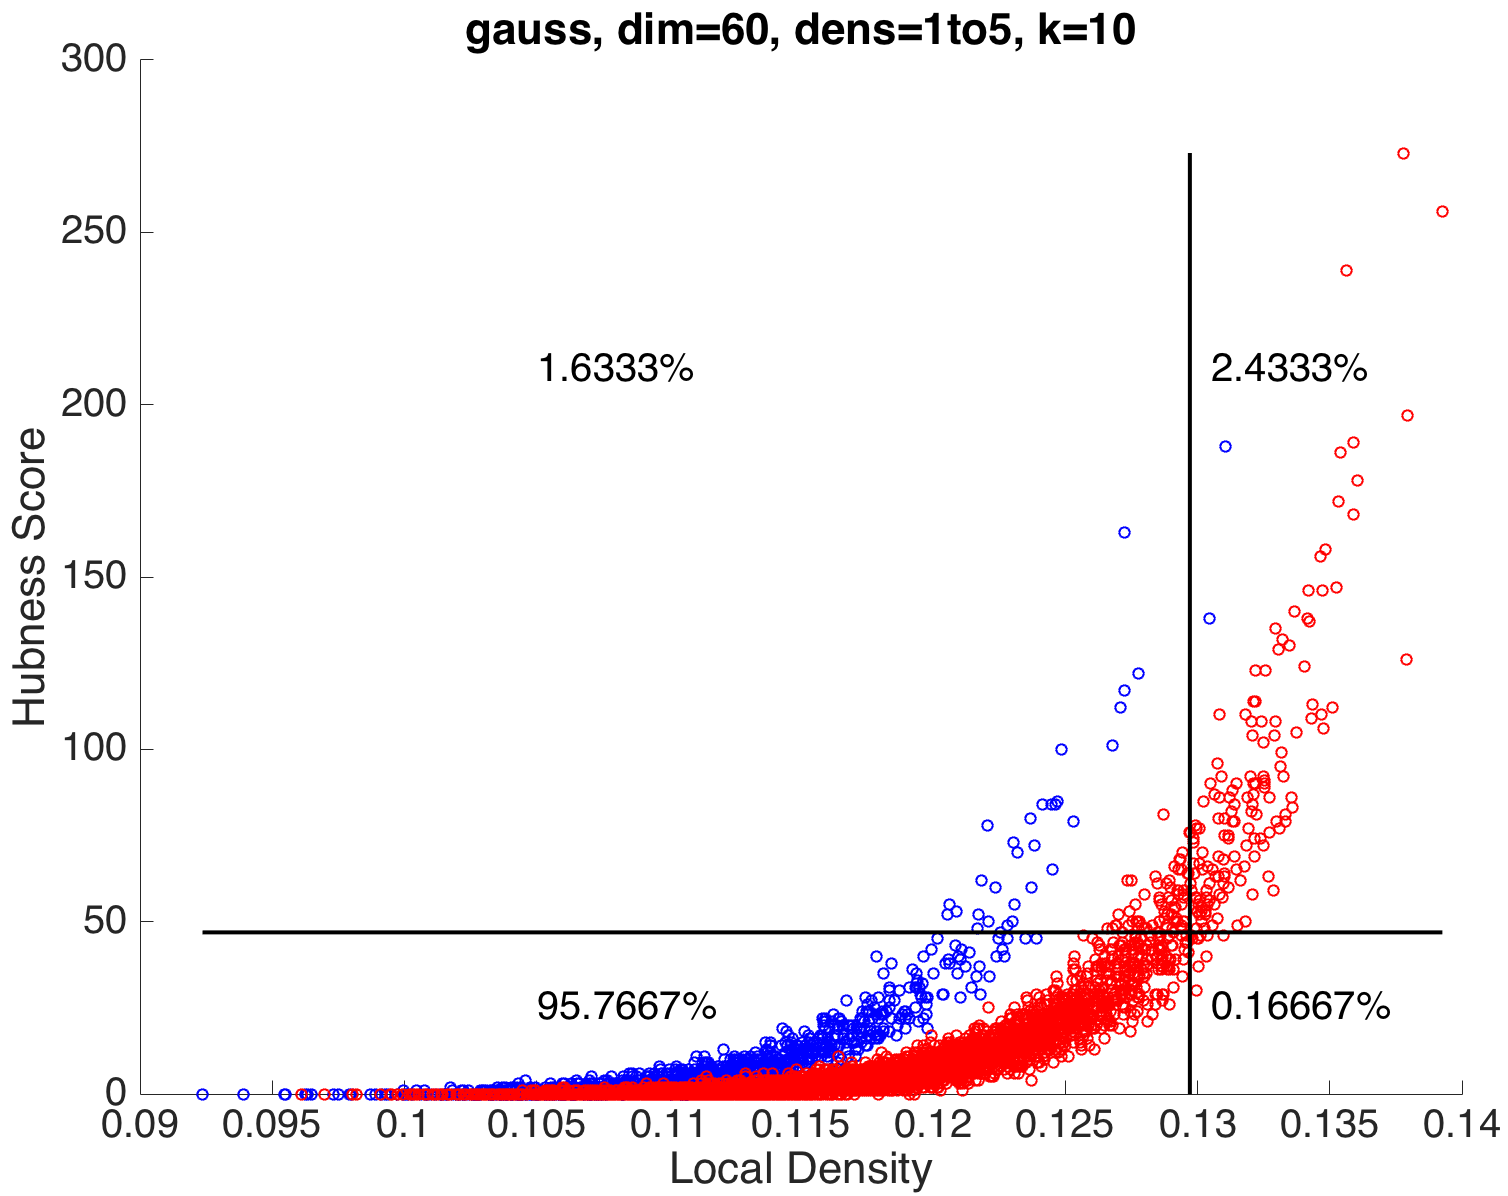 gauss, dim=60, dens=1to5, k=10
300
250
200
150
100
50
0
Hubness Score
1.6333%
2.4333%
95.7667%
0.16667%
0.09 0.095 0.1 0.105 0.11 0.115 0.12 0.125 0.13 0.135 0.14
Local Density